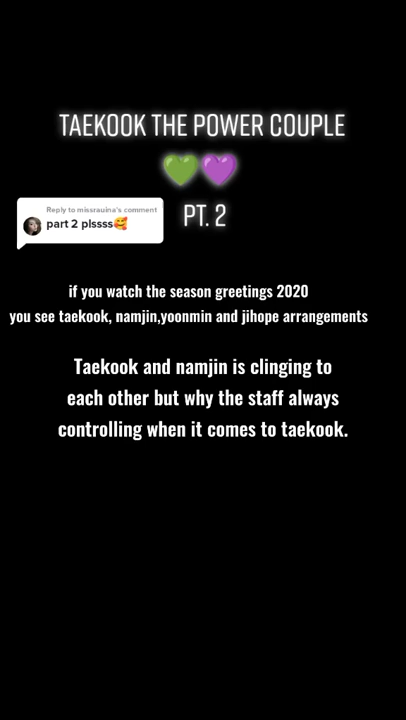 TAEKOOK THE POWER COUPLE
💚💜
Reply to missrauina's comment
part 2 plssss🥰
PT. 2
if you watch the season greetings 2020
you see taekook, namjin,yoonmin and jihope arrangements
Taekook and namjin is clinging to
each other but why the staff always
controlling when it comes to taekook.